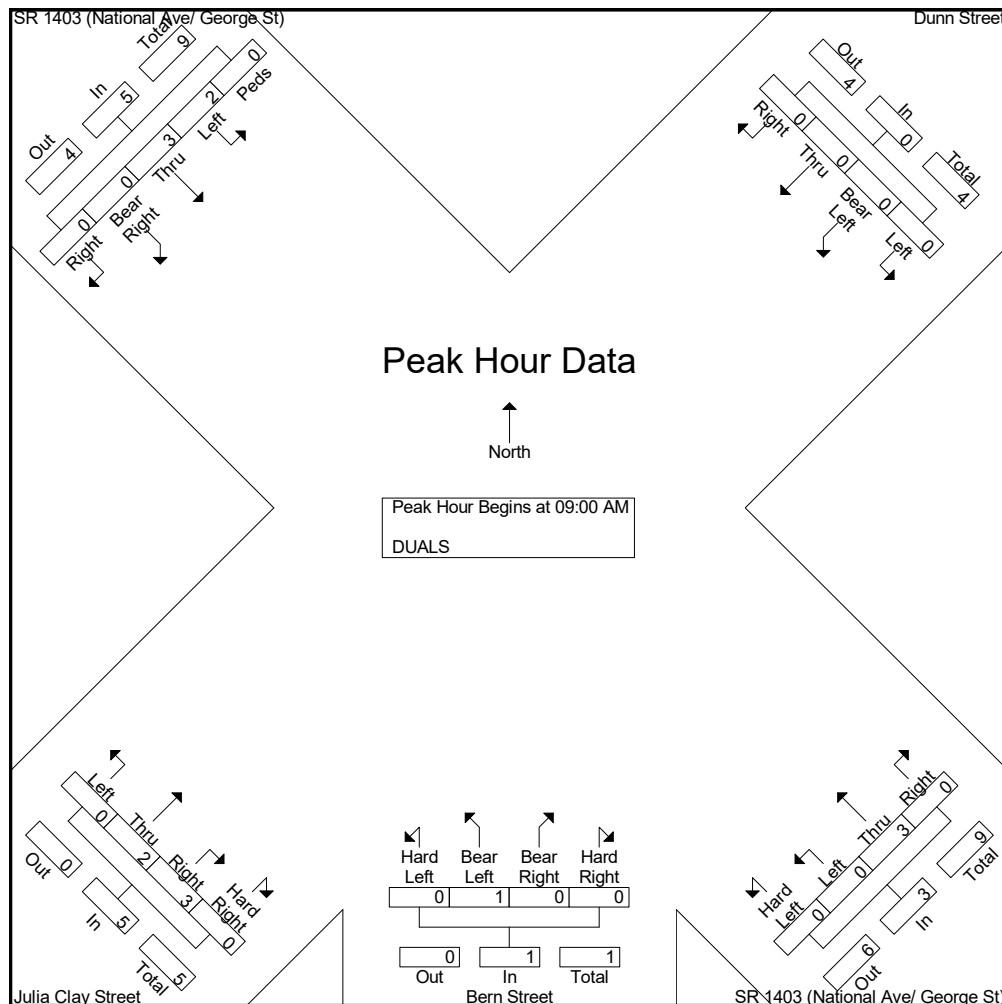 SR 1403 (National Ave/ George St)
Out
In
Total
4
5
9
0
0
3
2
0
Right
Bear
Right
Thru
Left
Peds
Dunn Street
Out
In
Total
4
0
4
0
0
0
0
Right
Thru
Bear
Left
Left
Peak Hour Data
North
Peak Hour Begins at 09:00 AM
DUALS
Left
Thru
Right
Hard
Right
0
2
3
0
Out
In
Total
0
5
5
Julia Clay Street
Hard
Left
Bear
Left
Bear
Right
Hard
Right
0
1
0
0
0
1
1
Out
In
Total
Bern Street
Hard
Left
Left
Thru
Right
0
0
3
0
Out
In
Total
6
3
9
SR 1403 (National Ave/ George St)